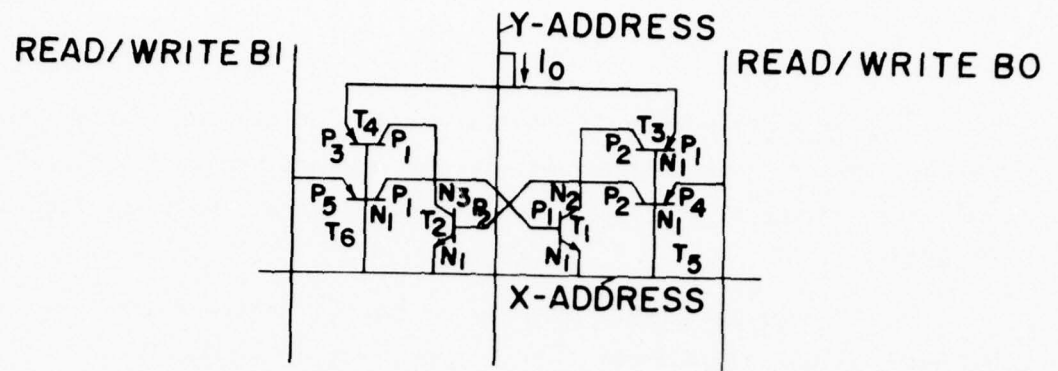 Y-ADDRESS
READ/WRITE B1
I0
READ/WRITE B0
T4
T3
P3
P1
P2
N1
P1
P5
N1
P1
N3
P2
N2
P1
P2
N1
P4
T6
T2
T1
T5
N1
N1
X-ADDRESS